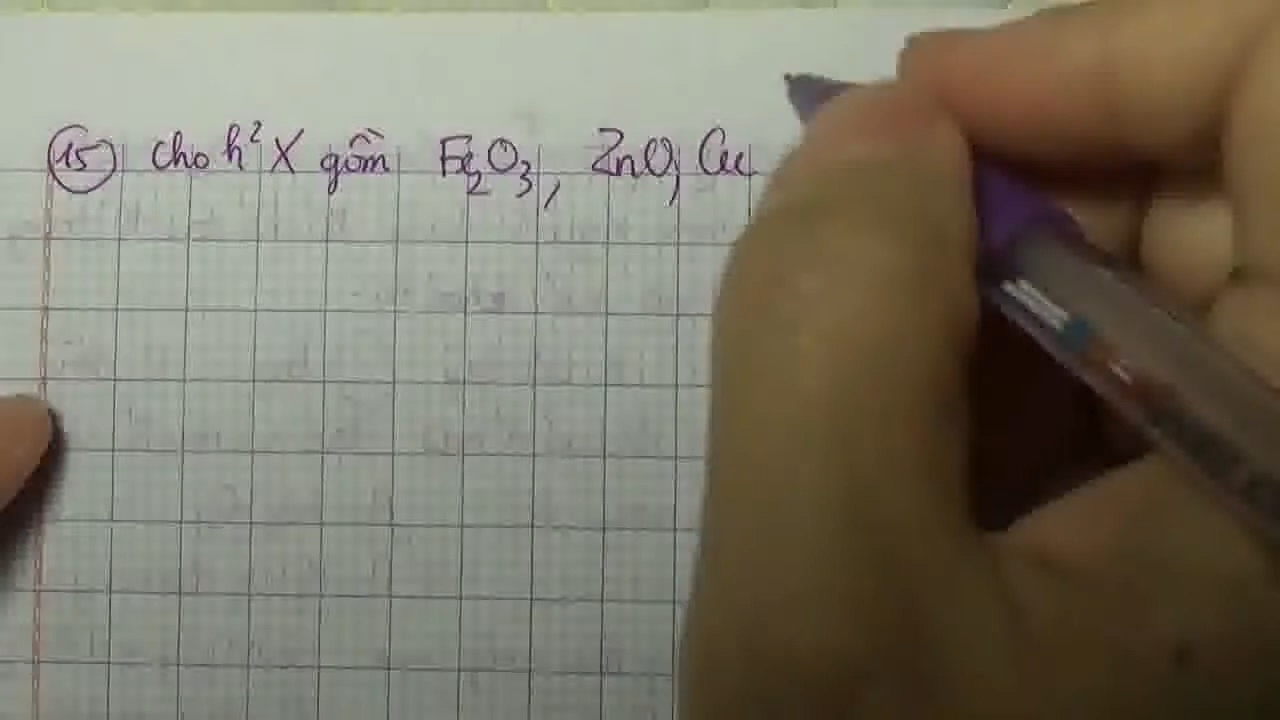 15 cho h² X gồm Fe₂O₃, ZnO, Cu